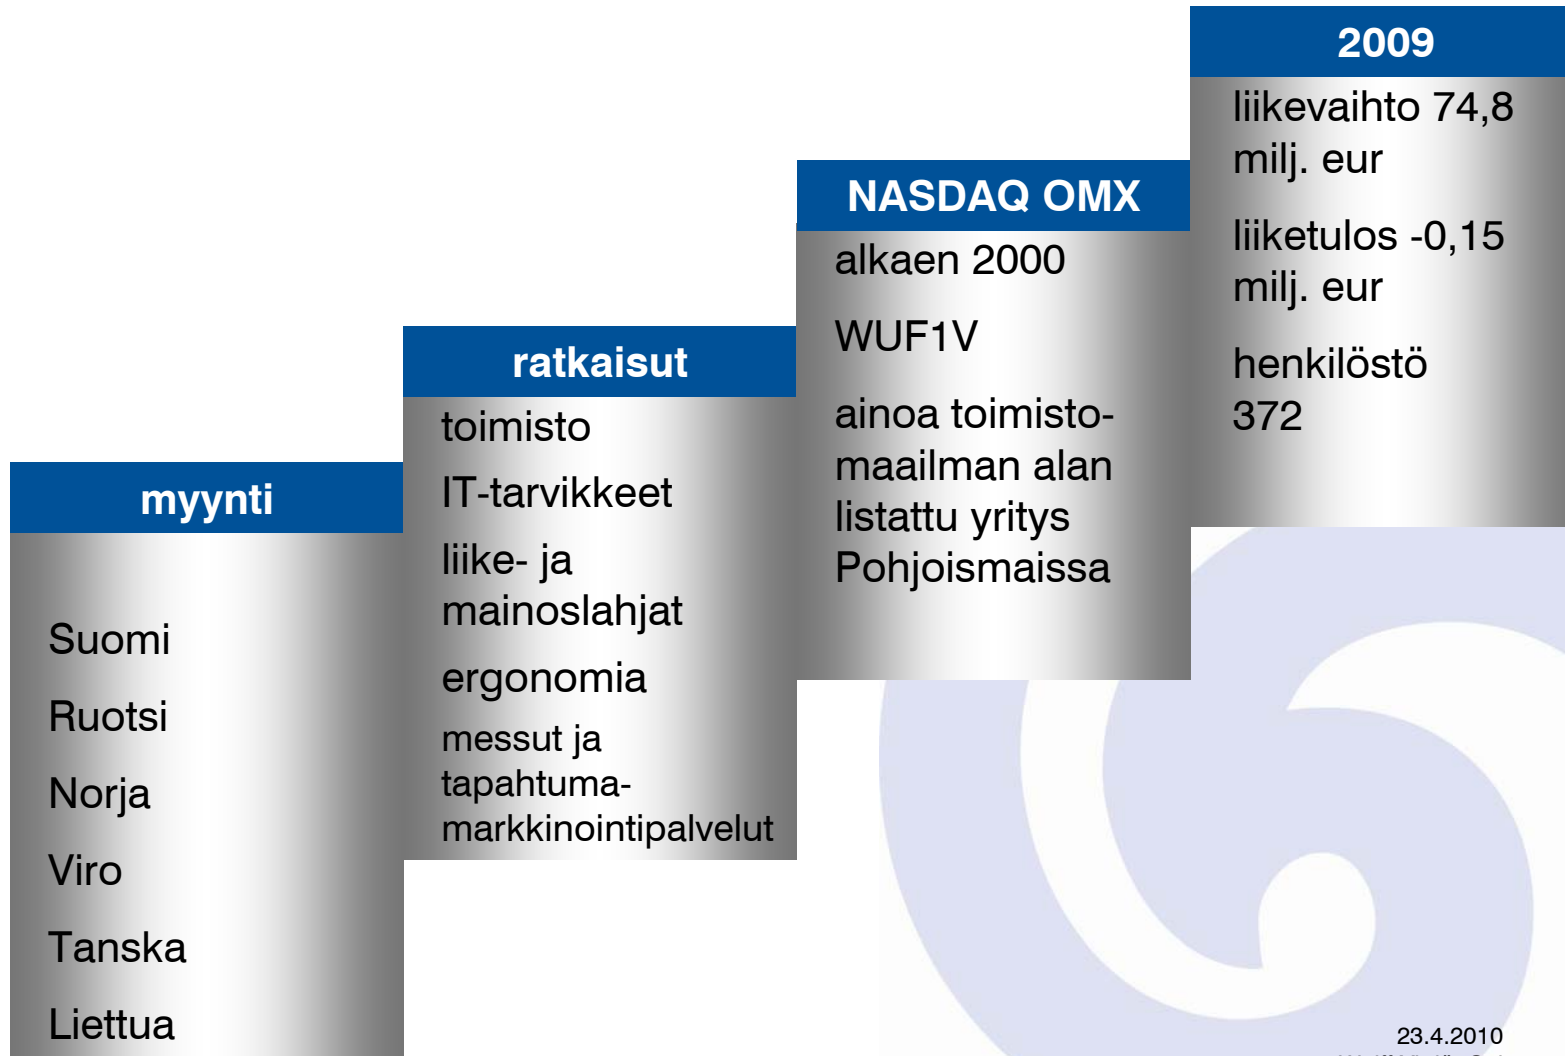 myynti
Suomi
Ruotsi
Norja
Viro
Tanska
Liettua
ratkaisut
toimisto
IT-tarvikkeet
liike- ja
mainoslahjat
ergonomia
messut ja
tapahtuma-
markkinointipalvelut
NASDAQ OMX
alkaen 2000
WUF1V
ainoa toimisto-
maailman alan
listattu yritys
Pohjoismaissa
2009
liikevaihto 74,8
milj. eur
liiketulos -0,15
milj. eur
henkilöstö
372
23.4.2010